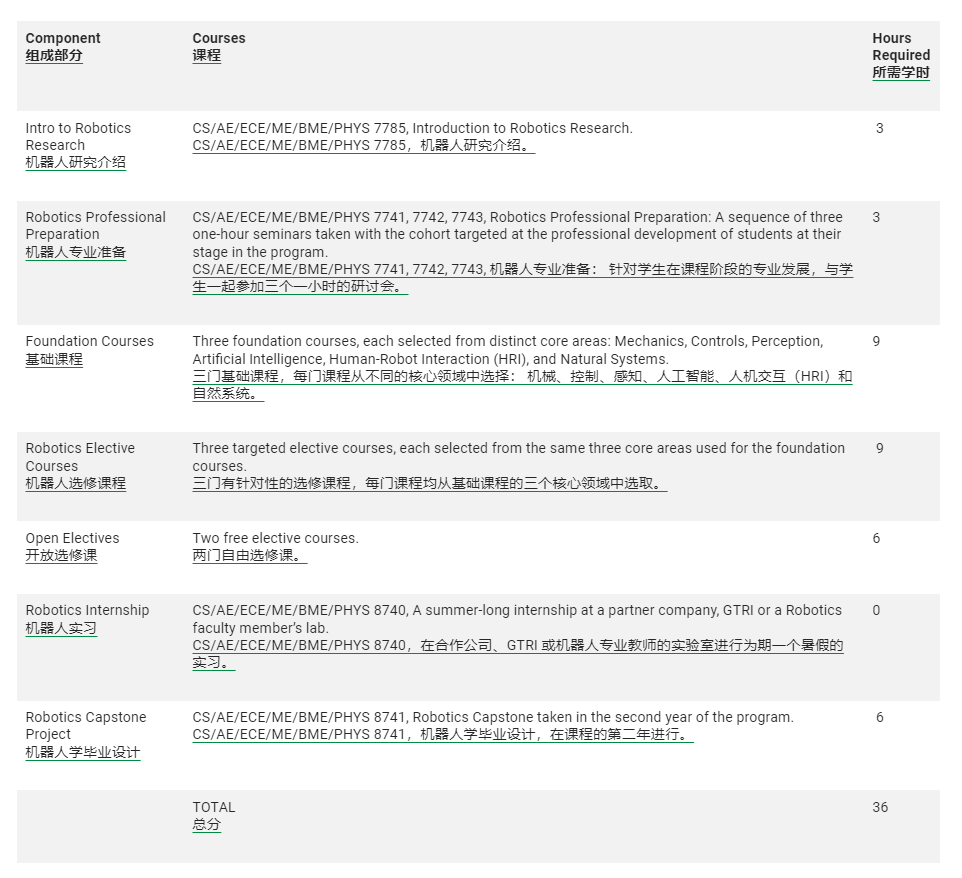 Component
组成部分
Courses
课程
Hours
Required
所需学时
Intro to Robotics
Research
机器人研究介绍
CS/AE/ECE/ME/BME/PHYS 7785, Introduction to Robotics Research.
CS/AE/ECE/ME/BME/PHYS 7785，机器人研究介绍。
3
Robotics Professional
Preparation
机器人专业准备
CS/AE/ECE/ME/BME/PHYS 7741, 7742, 7743, Robotics Professional Preparation: A sequence of three
one-hour seminars taken with the cohort targeted at the professional development of students at their
stage in the program.
CS/AE/ECE/ME/BME/PHYS 7741, 7742, 7743, 机器人专业准备： 针对学生在课程阶段的专业发展，与学
生一起参加三个一小时的研讨会。
3
Foundation Courses
基础课程
Three foundation courses, each selected from distinct core areas: Mechanics, Controls, Perception,
Artificial Intelligence, Human-Robot Interaction (HRI), and Natural Systems.
三门基础课程，每门课程从不同的核心领域中选择： 机械、控制、感知、人工智能、人机交互（HRI）和
自然系统。
9
Robotics Elective
Courses
机器人选修课程
Three targeted elective courses, each selected from the same three core areas used for the foundation
courses.
三门有针对性的选修课程，每门课程均从基础课程的三个核心领域中选取。
9
Open Electives
开放选修课
Two free elective courses.
两门自由选修课。
6
Robotics Internship
机器人实习
CS/AE/ECE/ME/BME/PHYS 8740, A summer-long internship at a partner company, GTRI or a Robotics
faculty member's lab.
CS/AE/ECE/ME/BME/PHYS 8740，在合作公司、GTRI 或机器人专业教师的实验室进行为期一个暑假的
实习。
0
Robotics Capstone
Project
机器人学毕业设计
CS/AE/ECE/ME/BME/PHYS 8741, Robotics Capstone taken in the second year of the program.
CS/AE/ECE/ME/BME/PHYS 8741，机器人学毕业设计，在课程的第二年进行。
6
TOTAL
总分
36